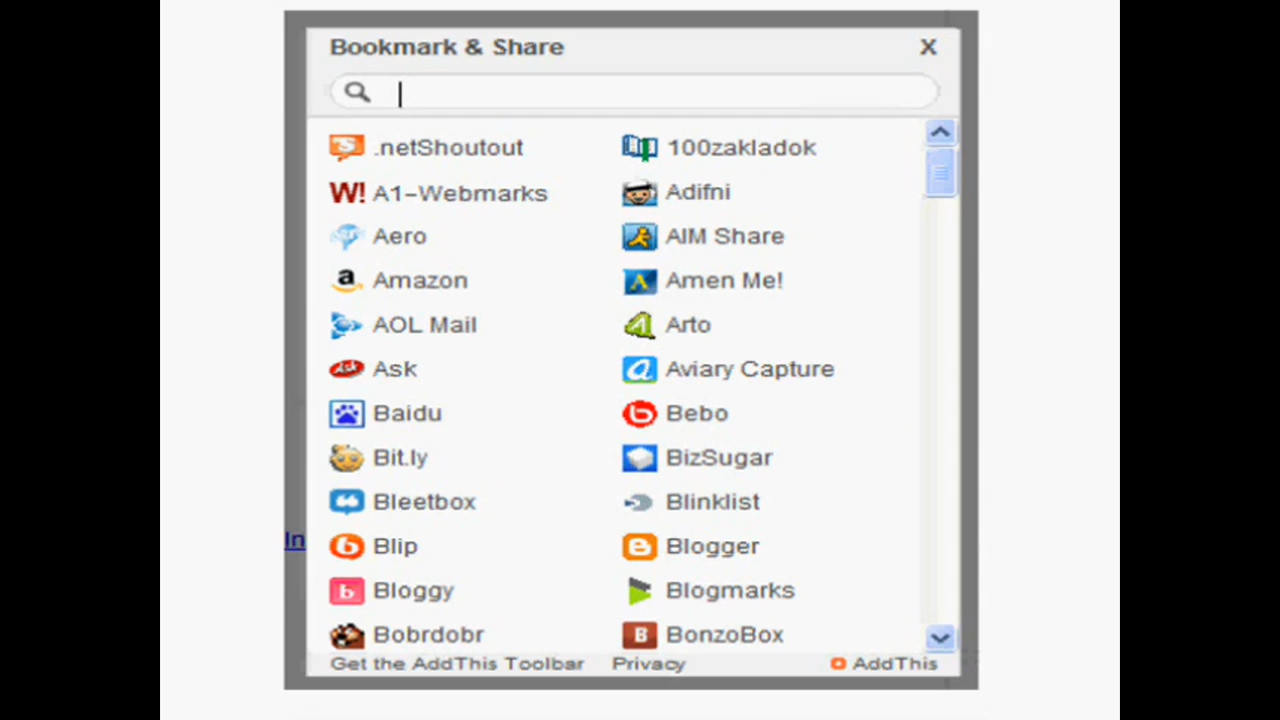 Bookmark & Share X
.netShoutout 100zakladok
A1-Webmarks Adifni
Aero AIM Share
Amazon Amen Me!
AOL Mail Arto
Ask Aviary Capture
Baidu Bebo
Bit.ly BizSugar
Bleetbox Blinklist
In
Blip Blogger
Bloggy Blogmarks
Bobrdobr BonzoBox
Get the AddThis Toolbar Privacy AddThis